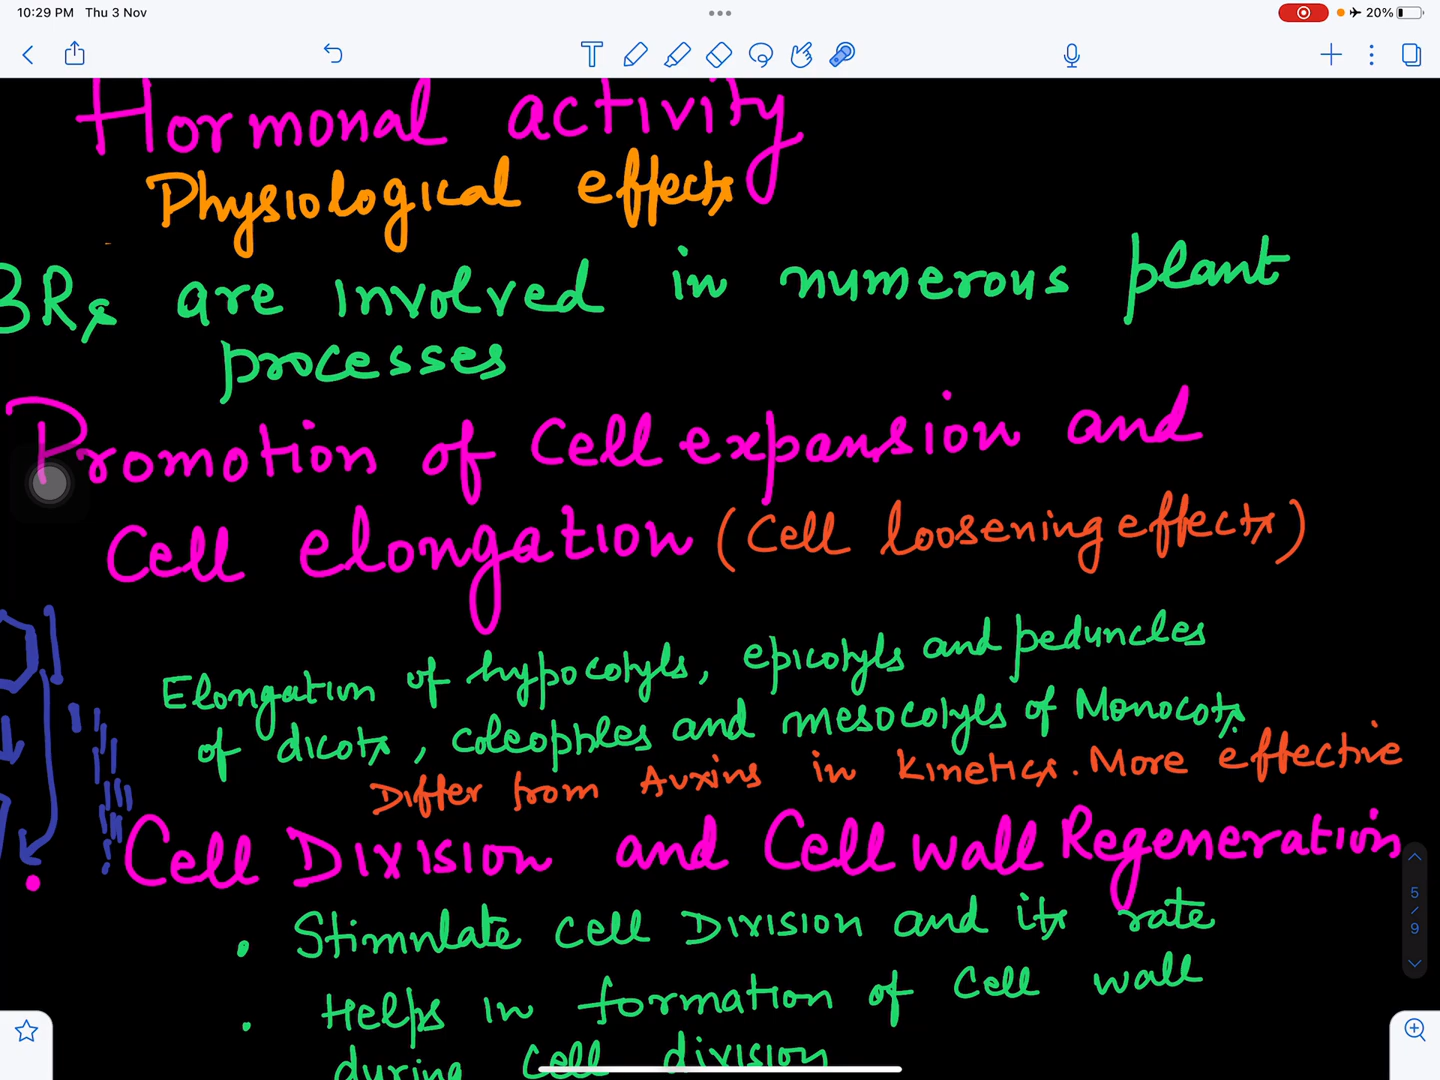 10:29 PM Thu 3 Nov
20%
Hormonal activity
Physiological effects
BRs are involved in numerous plant
processes
Promotion of Cell expansion and
Cell elongation (Cell loosening effects)
Elongation of hypocotyls, epicotyls and peduncles
of dicots, coleoptiles and mesocotyls of Monocots
Differ from Auxins in Kinetics. More effective
Cell Division and Cell wall Regeneration
• Stimulate cell Division and its rate
• Helps in formation of Cell wall
during Cell division
5
/
9